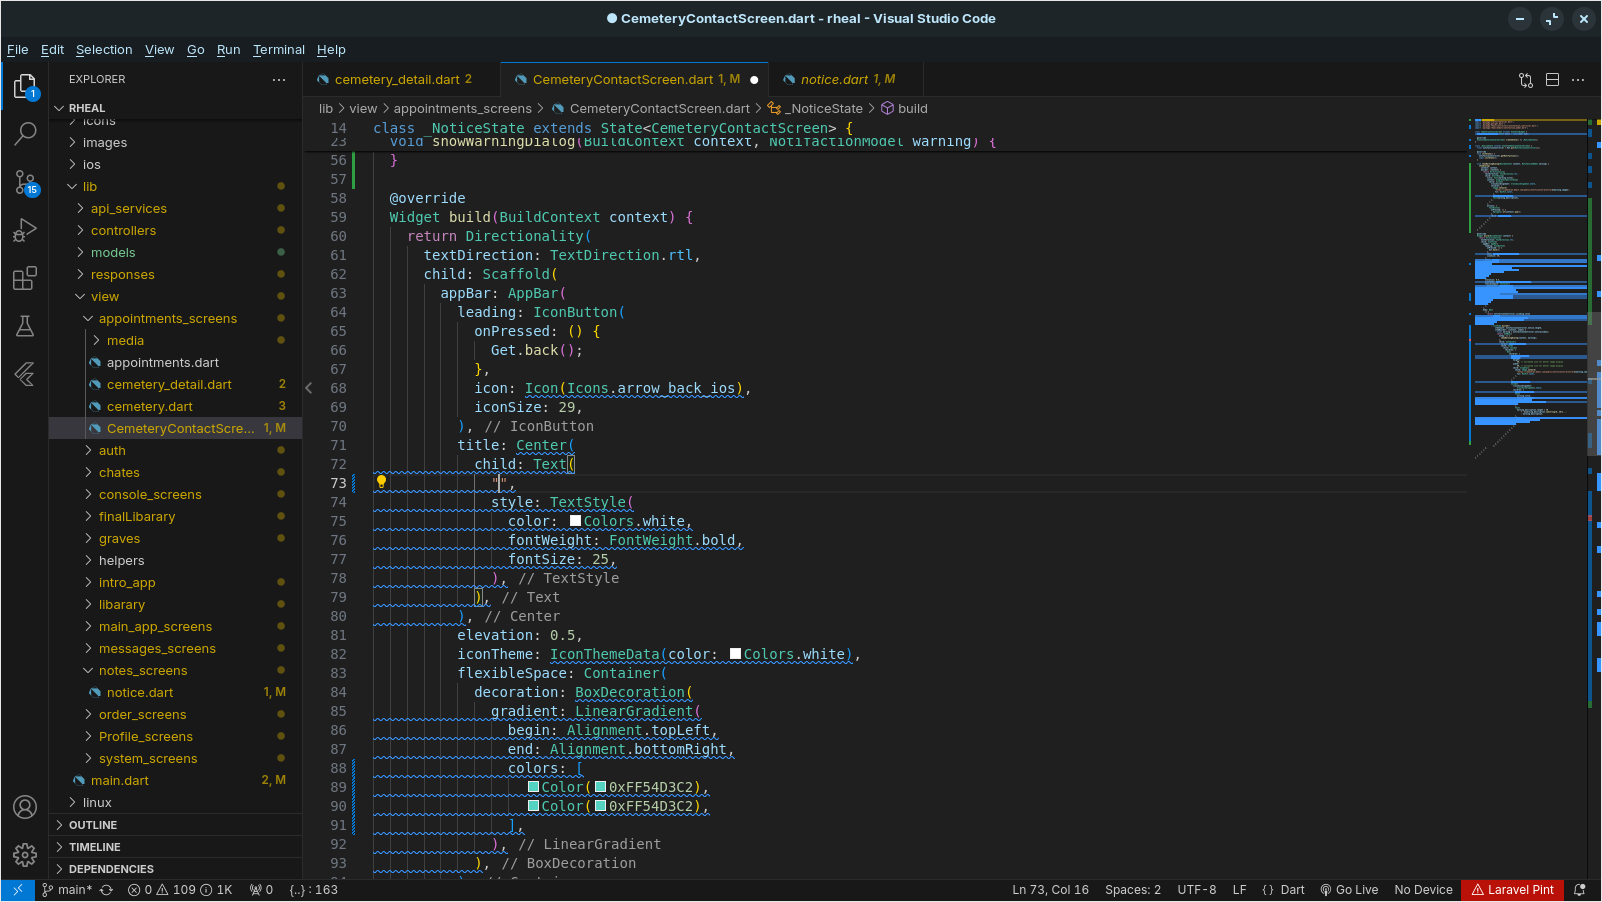 CemeteryContactScreen.dart - rheal - Visual Studio Code
File Edit Selection View Go Run Terminal Help
EXPLORER
cemetery_detail.dart 2
CemeteryContactScreen.dart 1, M
notice.dart 1, M
1
15
RHEAL
icons
images
ios
lib
api_services
controllers
models
responses
view
appointments_screens
media
appointments.dart
cemetery_detail.dart 2
cemetery.dart 3
CemeteryContactScre... 1, M
auth
chates
console_screens
finalLibarary
graves
helpers
intro_app
libarary
main_app_screens
messages_screens
notes_screens
notice.dart 1, M
order_screens
Profile_screens
system_screens
main.dart 2, M
linux
OUTLINE
TIMELINE
DEPENDENCIES
lib > view > appointments_screens > CemeteryContactScreen.dart > _NoticeState > build
14 class _NoticeState extends State<CemeteryContactScreen> {
23 void showWarningDialog(BuildContext context, NotifactionModel warning) {
56 }
57
58 @override
59 Widget build(BuildContext context) {
60 return Directionality(
61 textDirection: TextDirection.rtl,
62 child: Scaffold(
63 appBar: AppBar(
64 leading: IconButton(
65 onPressed: () {
66 Get.back();
67 },
68 icon: Icon(Icons.arrow_back_ios),
69 iconSize: 29,
70 ), // IconButton
71 title: Center(
72 child: Text(
73 "",
74 style: TextStyle(
75 color: Colors.white,
76 fontWeight: FontWeight.bold,
77 fontSize: 25,
78 ), // TextStyle
79 ), // Text
80 ), // Center
81 elevation: 0.5,
82 iconTheme: IconThemeData(color: Colors.white),
83 flexibleSpace: Container(
84 decoration: BoxDecoration(
85 gradient: LinearGradient(
86 begin: Alignment.topLeft,
87 end: Alignment.bottomRight,
88 colors: [
89 Color(0xFF54D3C2),
90 Color(0xFF54D3C2),
91 ],
92 ), // LinearGradient
93 ), // BoxDecoration
main* 0 109 1K 0 {..} : 163 Ln 73, Col 16 Spaces: 2 UTF-8 LF { } Dart Go Live No Device Laravel Pint